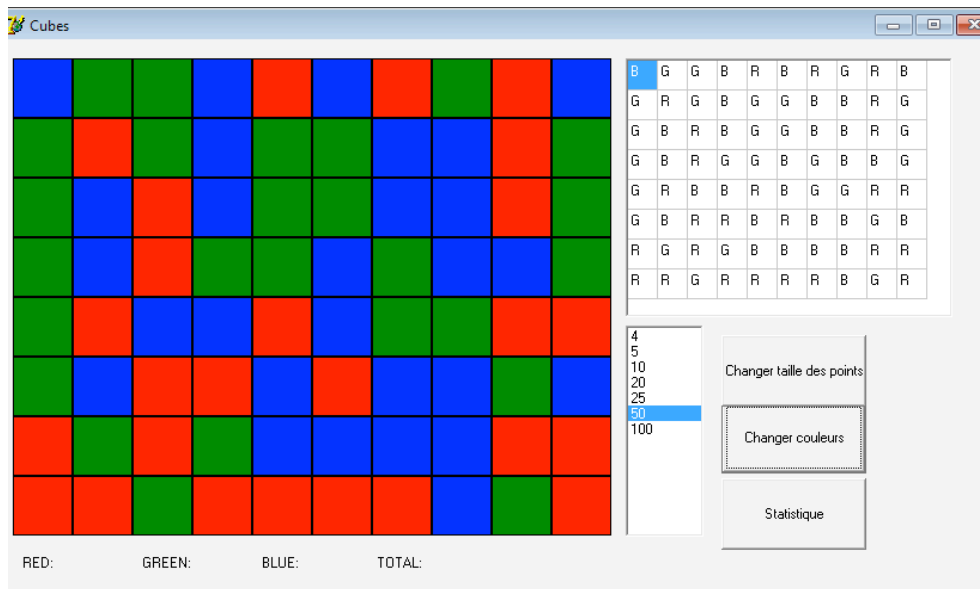 Cubes
B G G B R B R G R B
G R G B G G B B R G
G B R B G G B B R G
G B R G G B G B B G
G R B B R B G G R R
G B R R B R B B G B
R G R G B B B B R R
R R G R R R R B G R
4
5
10
20
25
50
100
Changer taille des points
Changer couleurs
Statistique
RED: GREEN: BLUE: TOTAL: